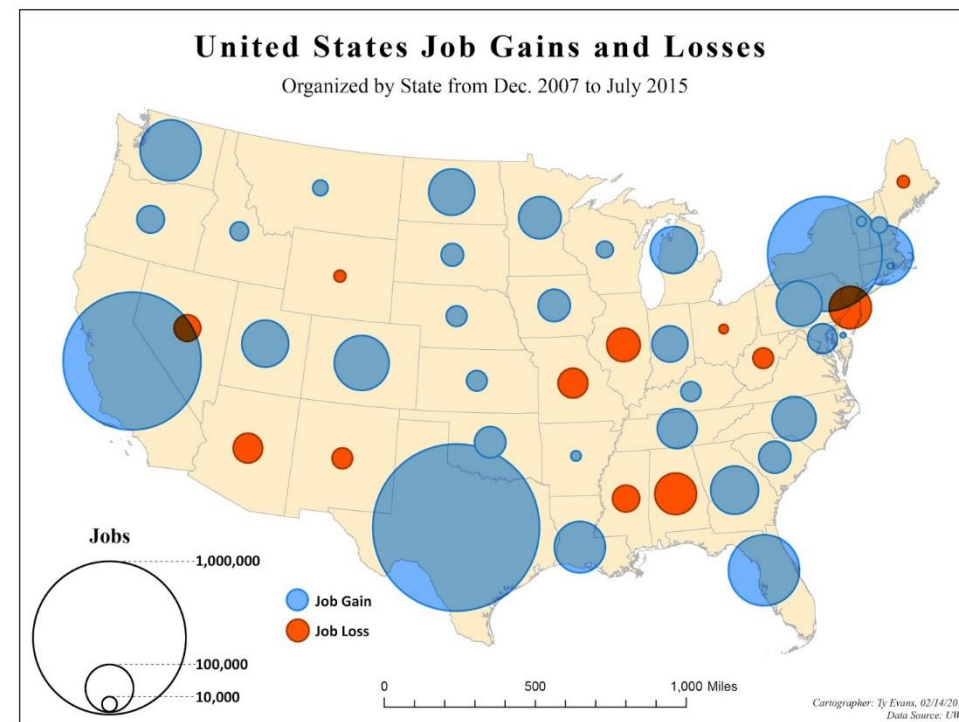 United States Job Gains and Losses
Organized by State from Dec. 2007 to July 2015
Jobs
1,000,000
100,000
10,000
Job Gain
Job Loss
0 500 1,000 Miles
Cartographer: Ty Evans, 02/14/20
Data Source: UW